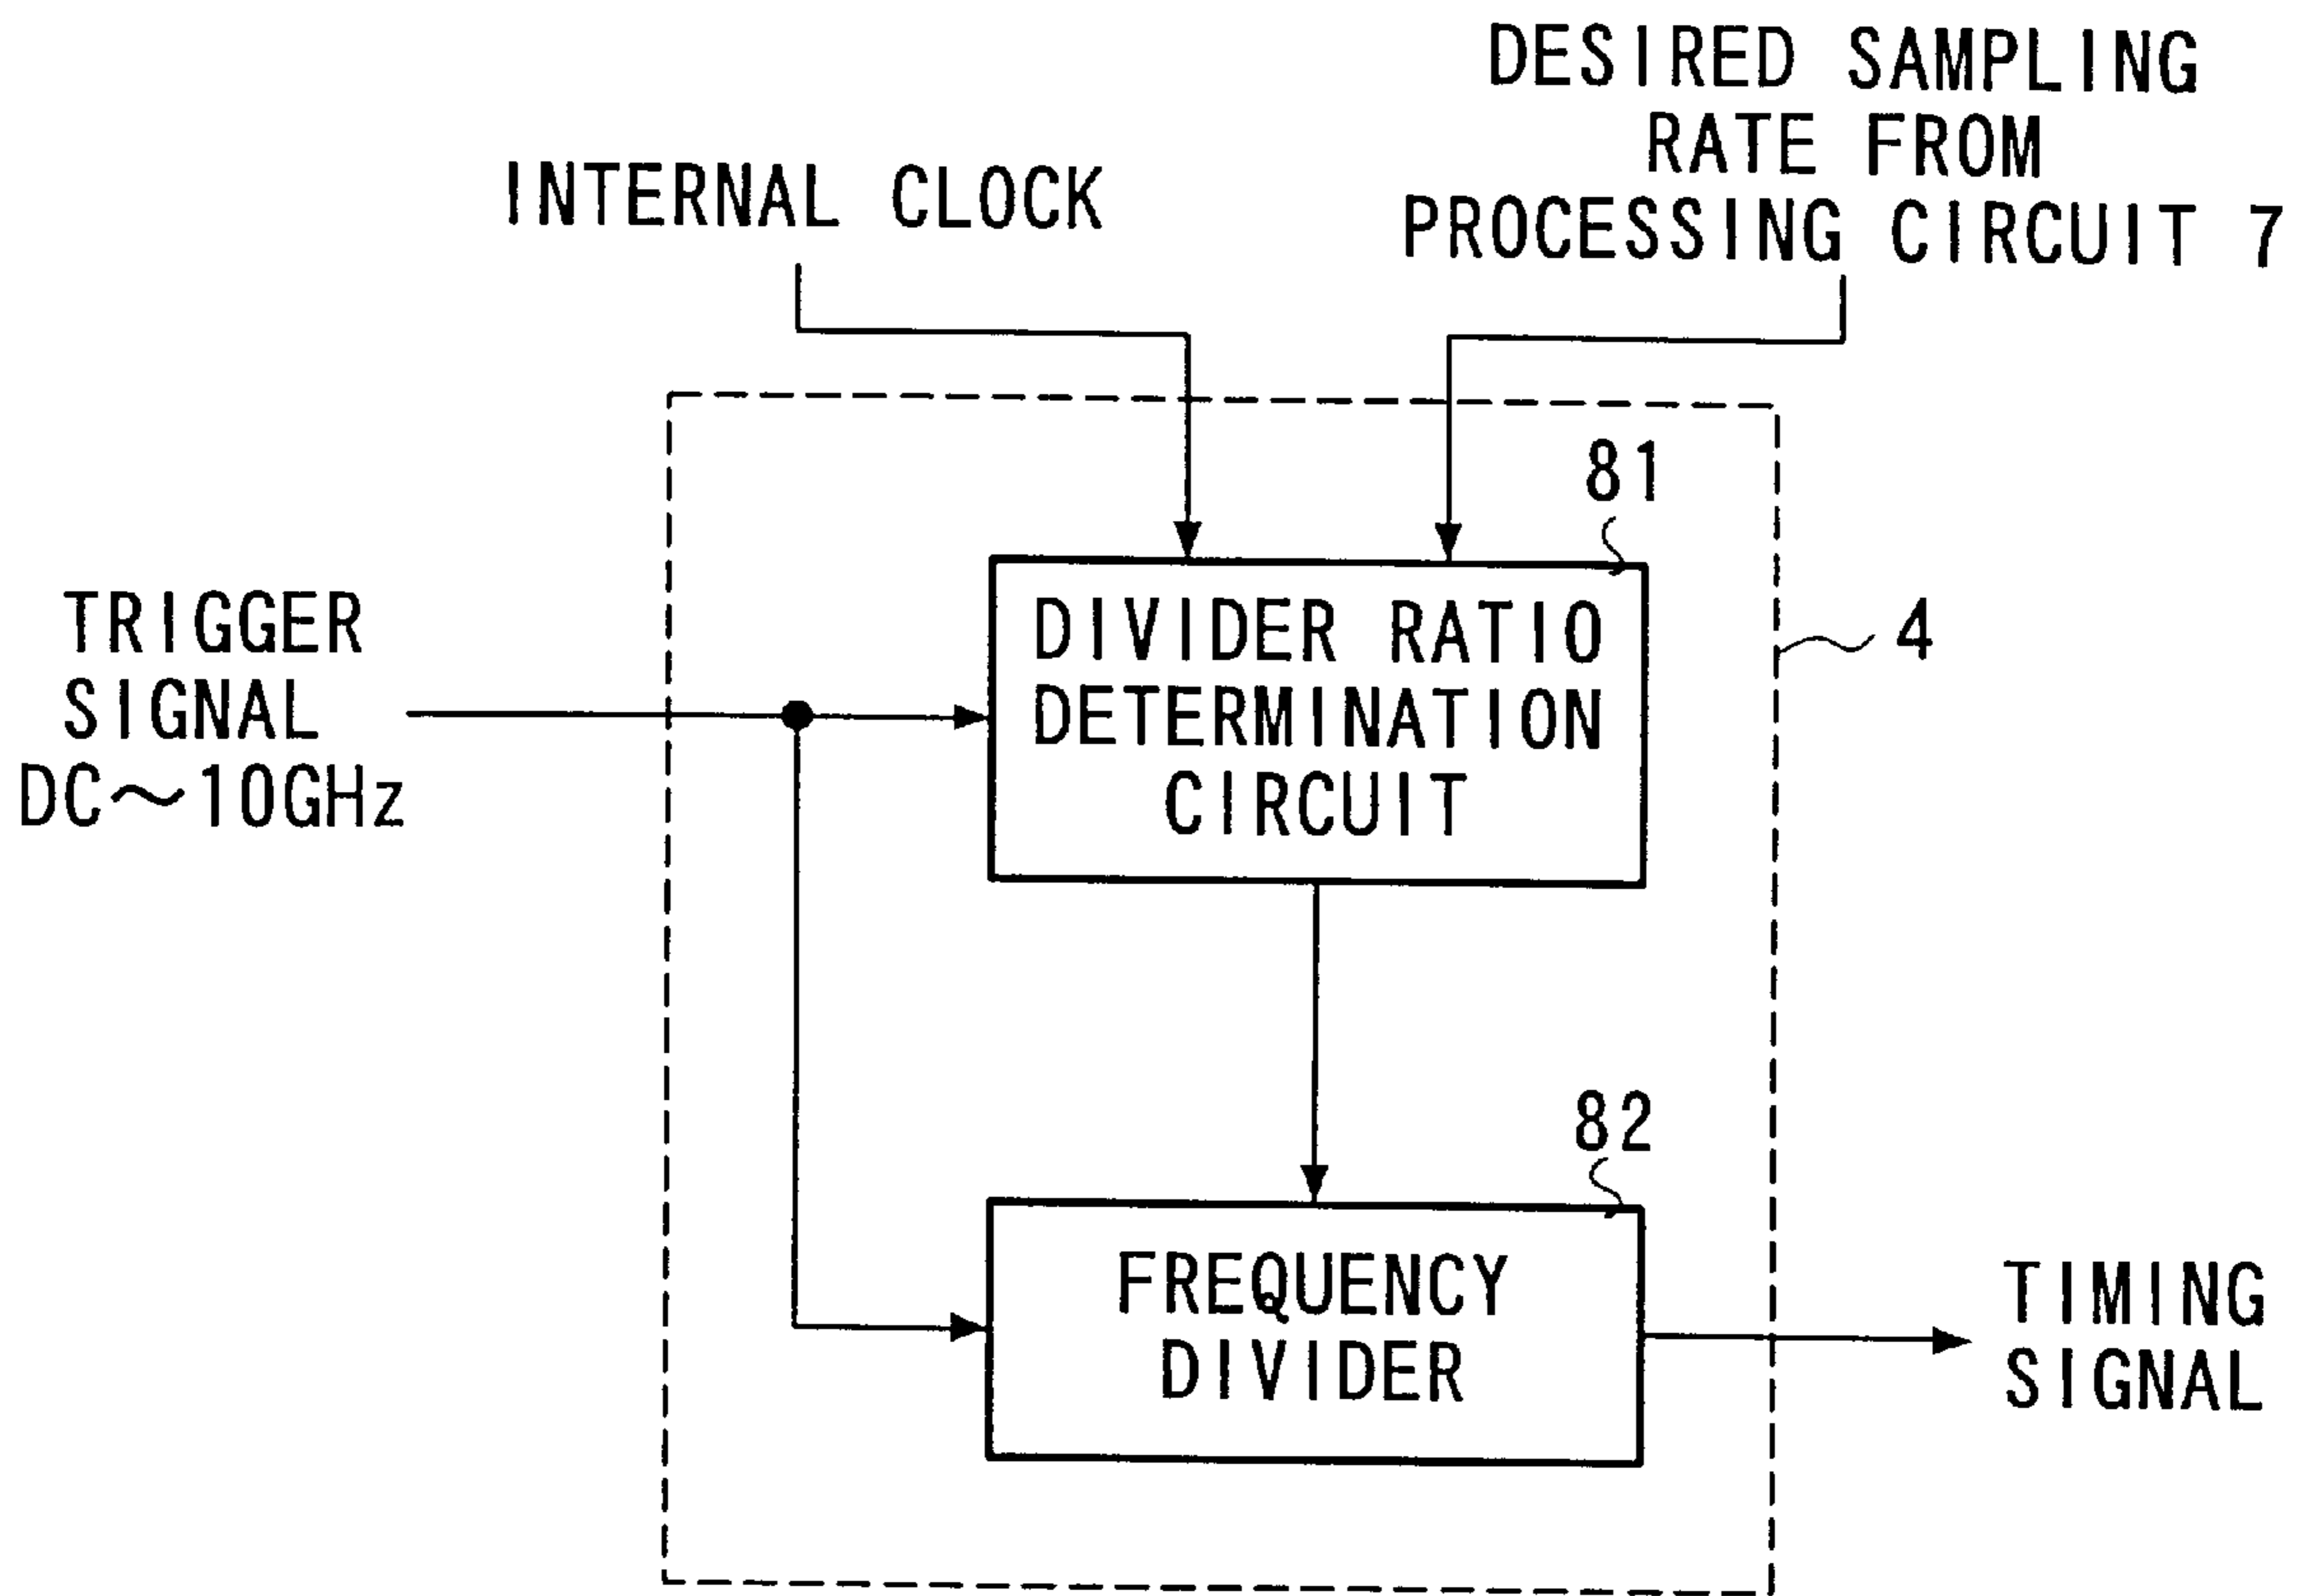 DESIRED SAMPLING
RATE FROM
PROCESSING CIRCUIT 7
INTERNAL CLOCK
81
TRIGGER
SIGNAL
DC～10GHz
DIVIDER RATIO
DETERMINATION
CIRCUIT
4
82
FREQUENCY
DIVIDER
TIMING
SIGNAL